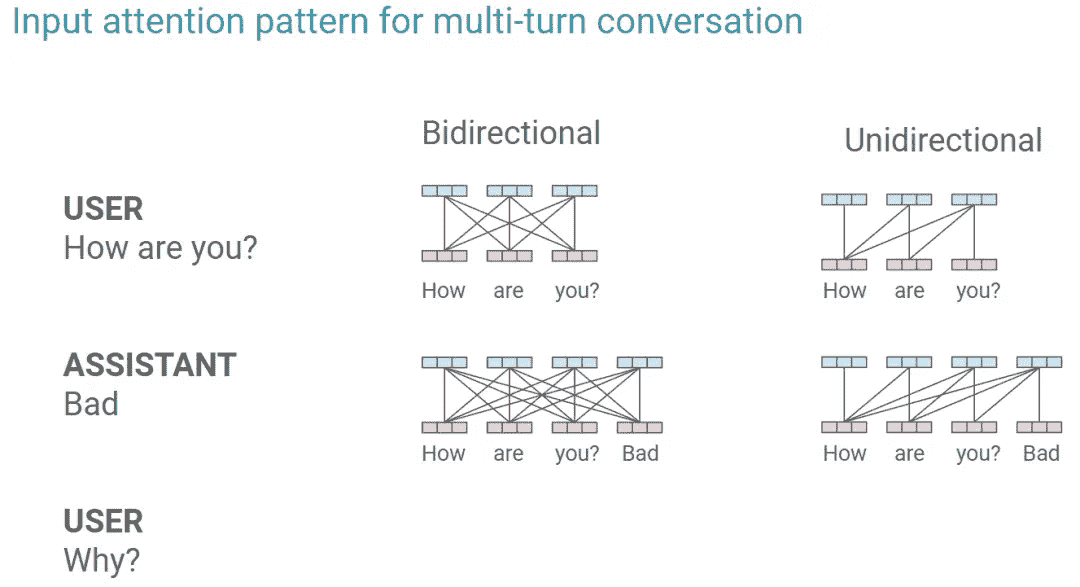 Input attention pattern for multi-turn conversation
Bidirectional
Unidirectional
USER
How are you?
How are you?
How are you?
ASSISTANT
Bad
How are you? Bad
How are you? Bad
USER
Why?